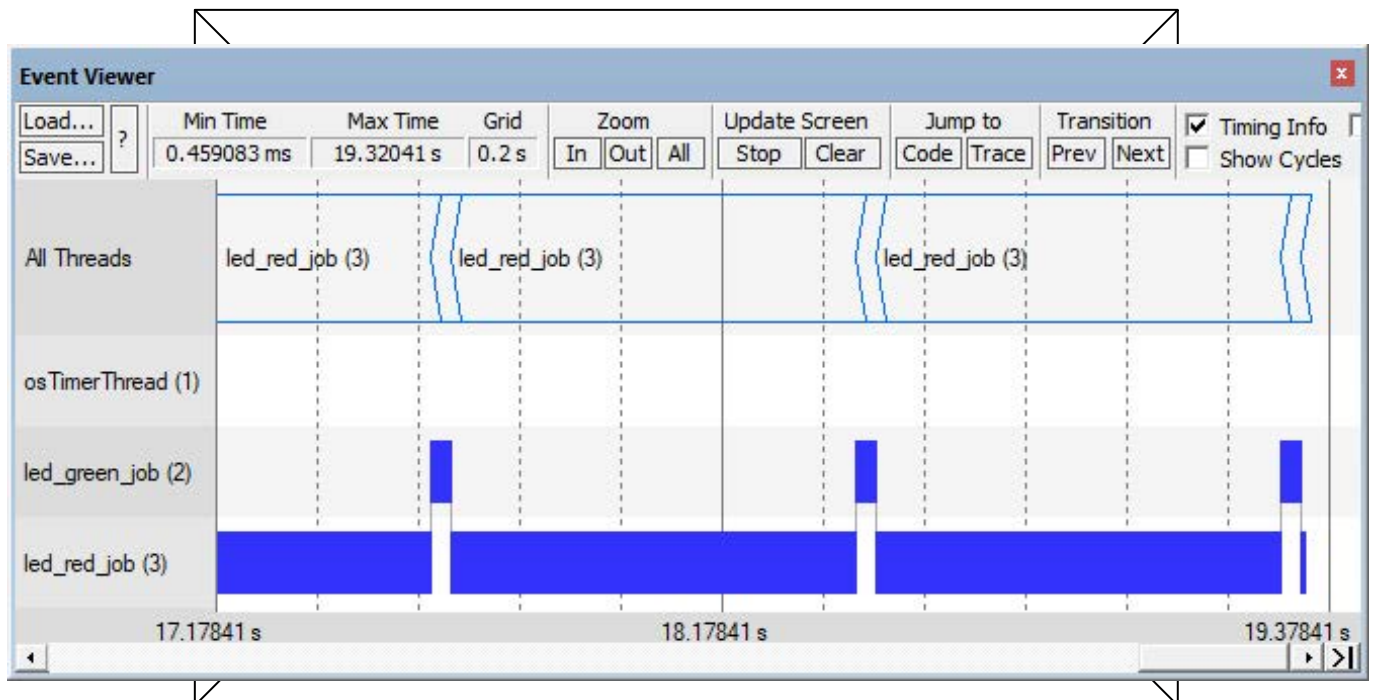 Event Viewer
x
Load... ? Min Time Max Time Grid Zoom Update Screen Jump to Transition Timing Info
Save... 0.459083 ms 19.32041 s 0.2 s In Out All Stop Clear Code Trace Prev Next Show Cycles
All Threads led_red_job (3) led_red_job (3) led_red_job (3)
osTimerThread (1)
led_green_job (2)
led_red_job (3)
17.17841 s 18.17841 s 19.37841 s